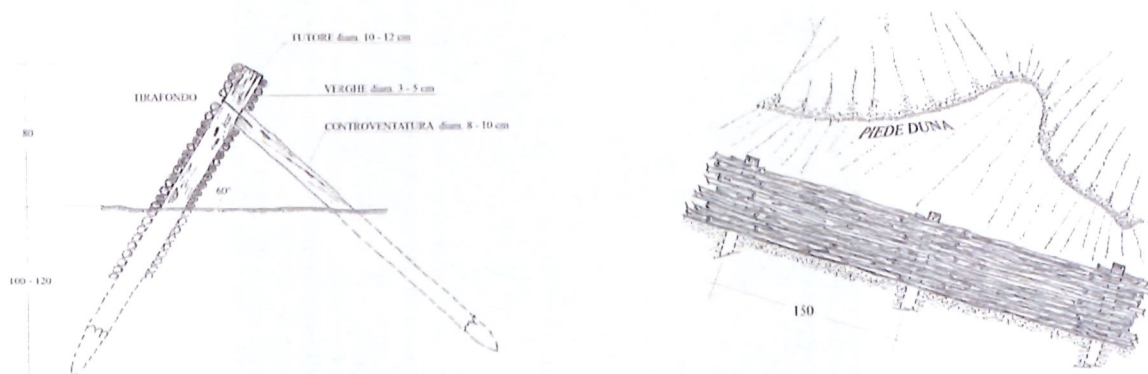 TUTORE diam. 10 - 12 cm
VERGHE diam. 3 - 5 cm
TIRAFONDO
CONTROVENTATURA diam. 8 - 10 cm
80
60°
100 - 120
PIEDE DUNA
150